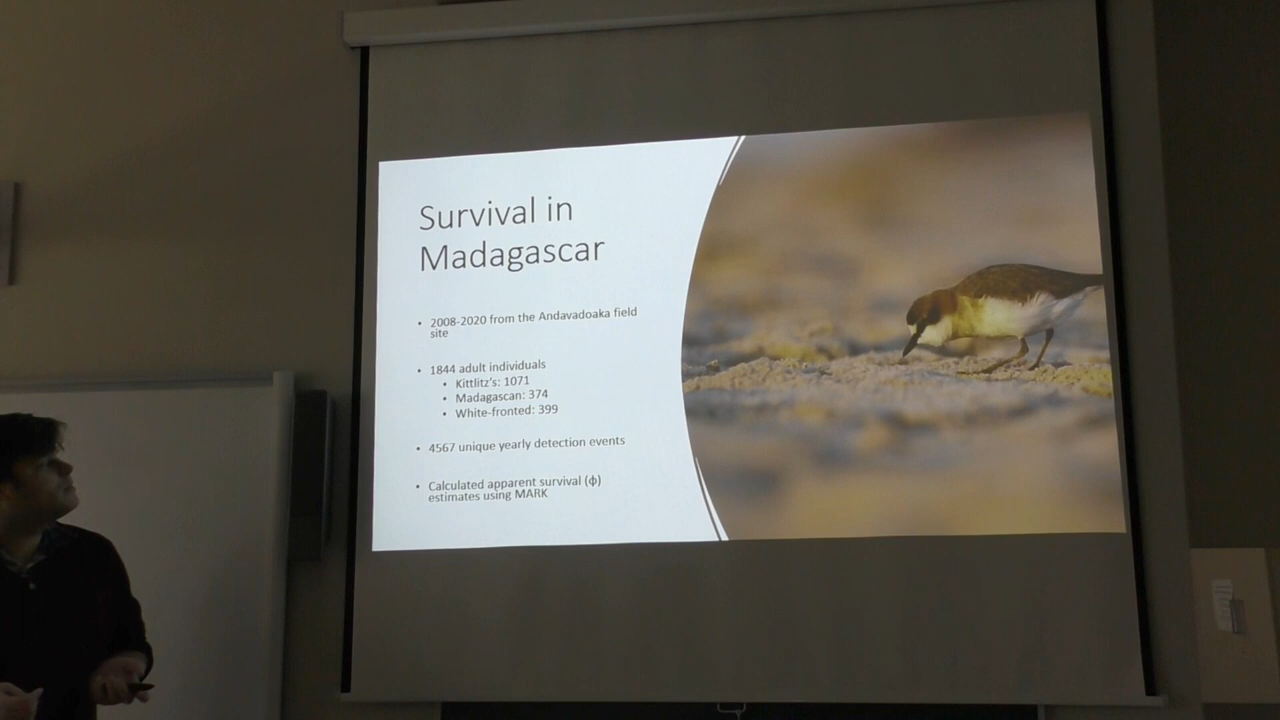 Survival in
Madagascar
• 2008-2020 from the Andavadoaka field
site
• 1844 adult individuals
• Kittlitz's: 1071
• Madagascan: 374
• White-fronted: 399
• 4567 unique yearly detection events
• Calculated apparent survival (ϕ)
estimates using MARK